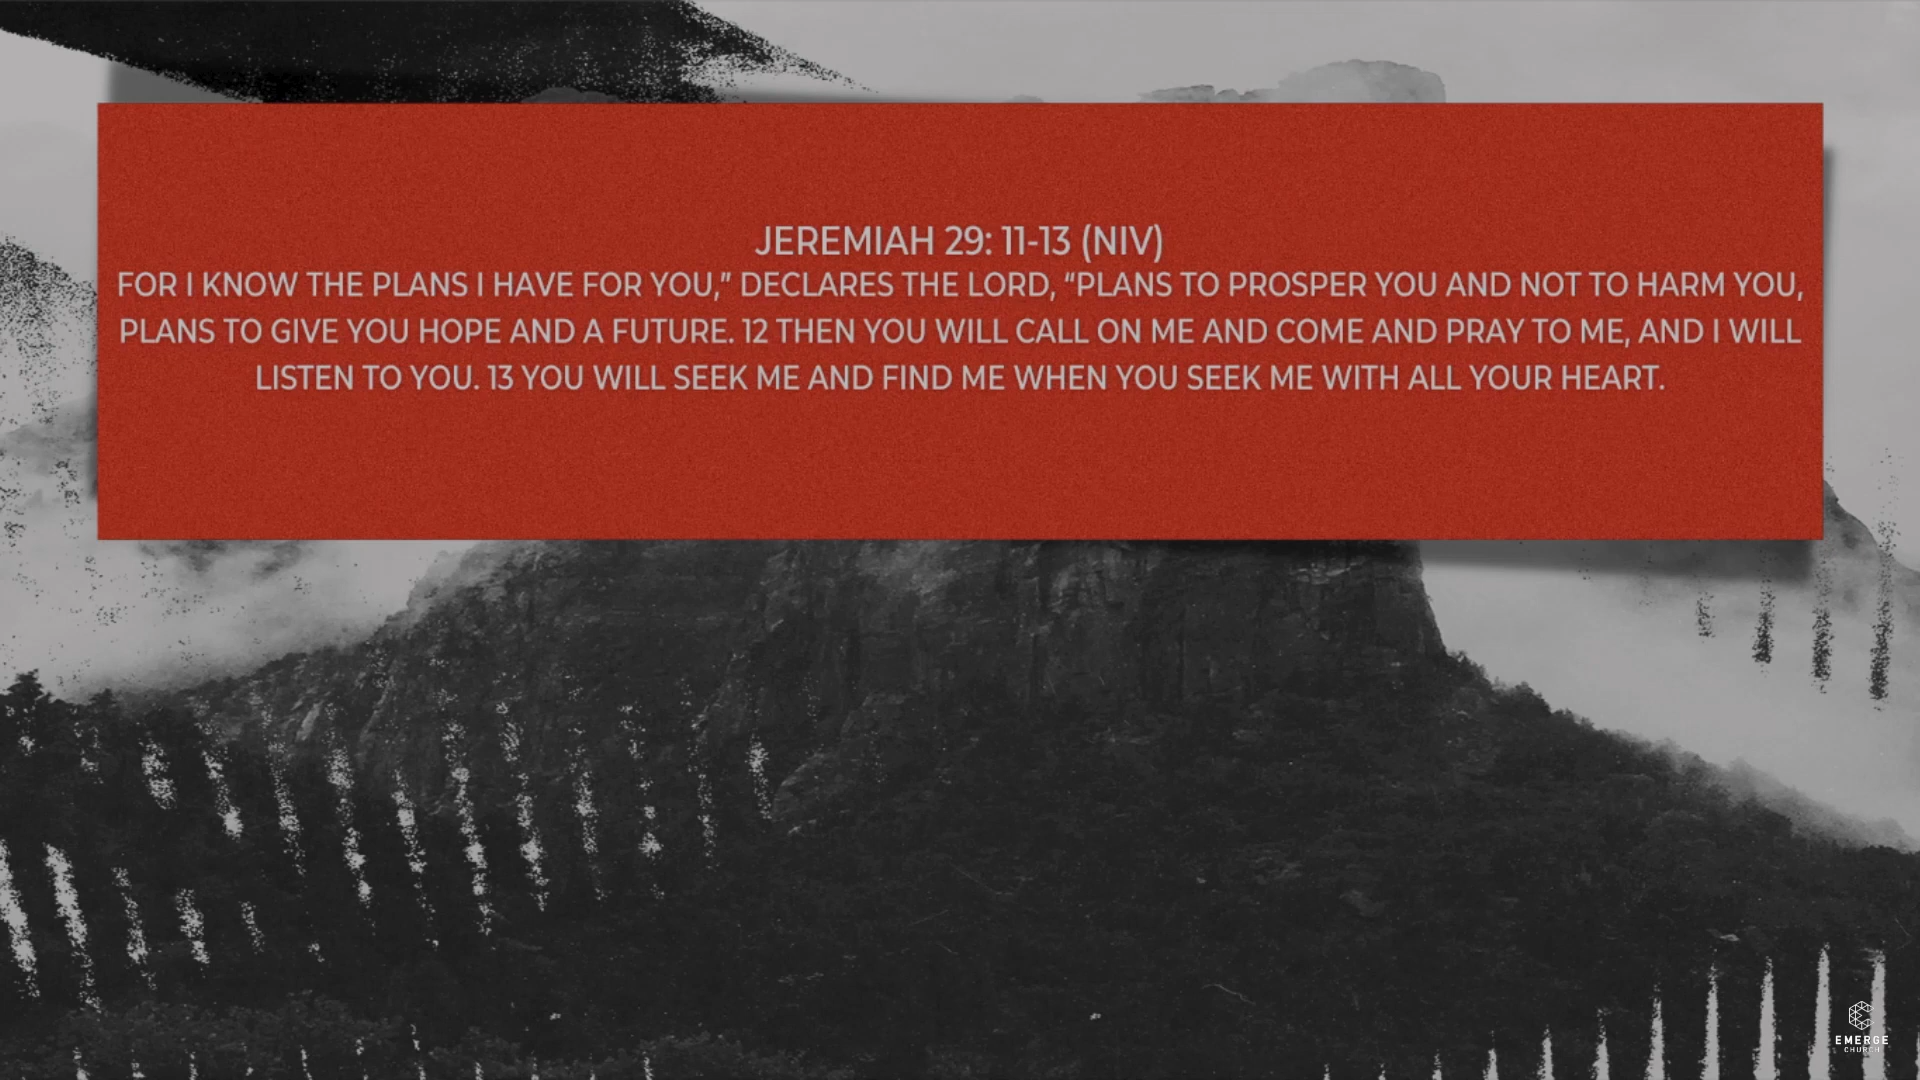 JEREMIAH 29: 11-13 (NIV)
FOR I KNOW THE PLANS I HAVE FOR YOU,” DECLARES THE LORD, “PLANS TO PROSPER YOU AND NOT TO HARM YOU,
PLANS TO GIVE YOU HOPE AND A FUTURE. 12 THEN YOU WILL CALL ON ME AND COME AND PRAY TO ME, AND I WILL
LISTEN TO YOU. 13 YOU WILL SEEK ME AND FIND ME WHEN YOU SEEK ME WITH ALL YOUR HEART.
EMERGE
CHURCH